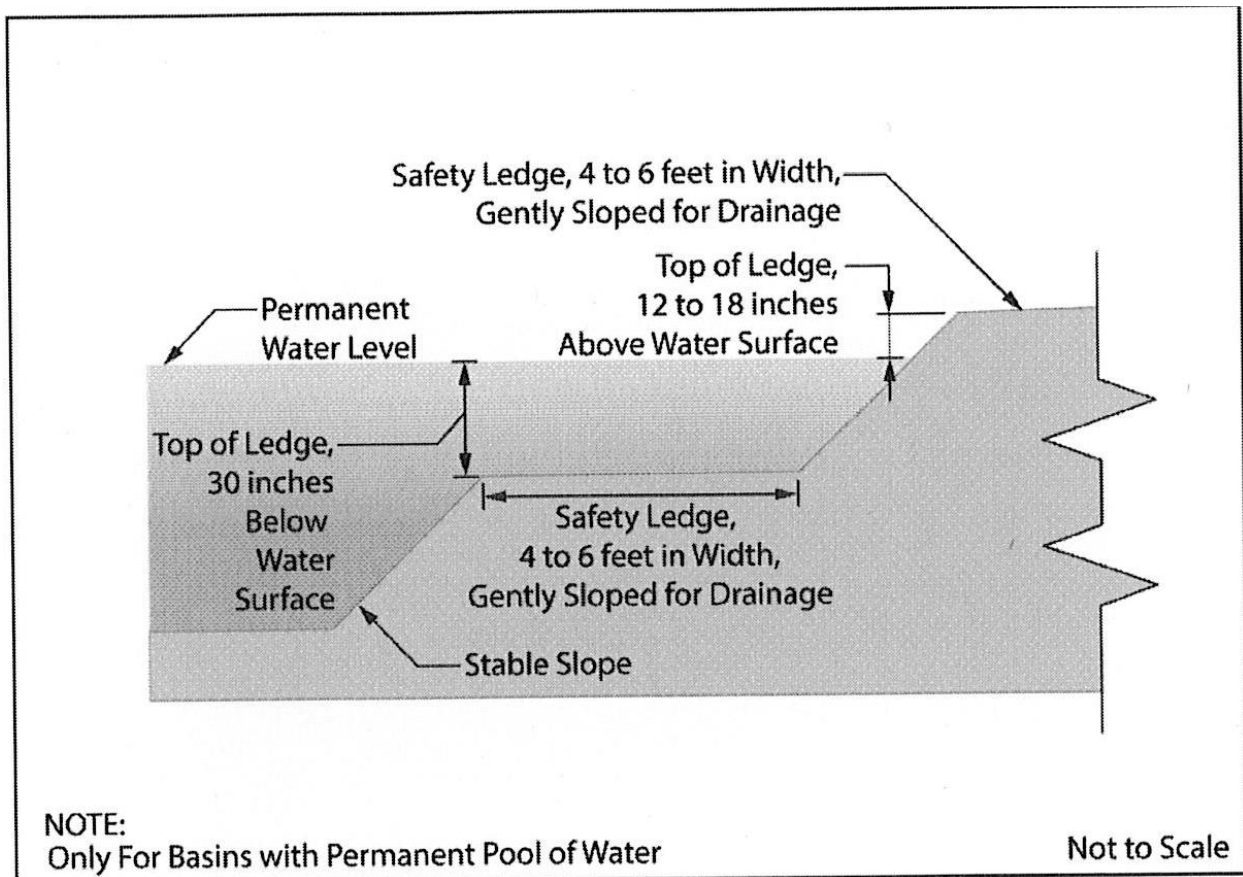 Safety Ledge, 4 to 6 feet in Width,
Gently Sloped for Drainage
Top of Ledge,
12 to 18 inches
Above Water Surface
Permanent
Water Level
Top of Ledge,
30 inches
Below
Water
Surface
Safety Ledge,
4 to 6 feet in Width,
Gently Sloped for Drainage
Stable Slope
NOTE:
Only For Basins with Permanent Pool of Water
Not to Scale